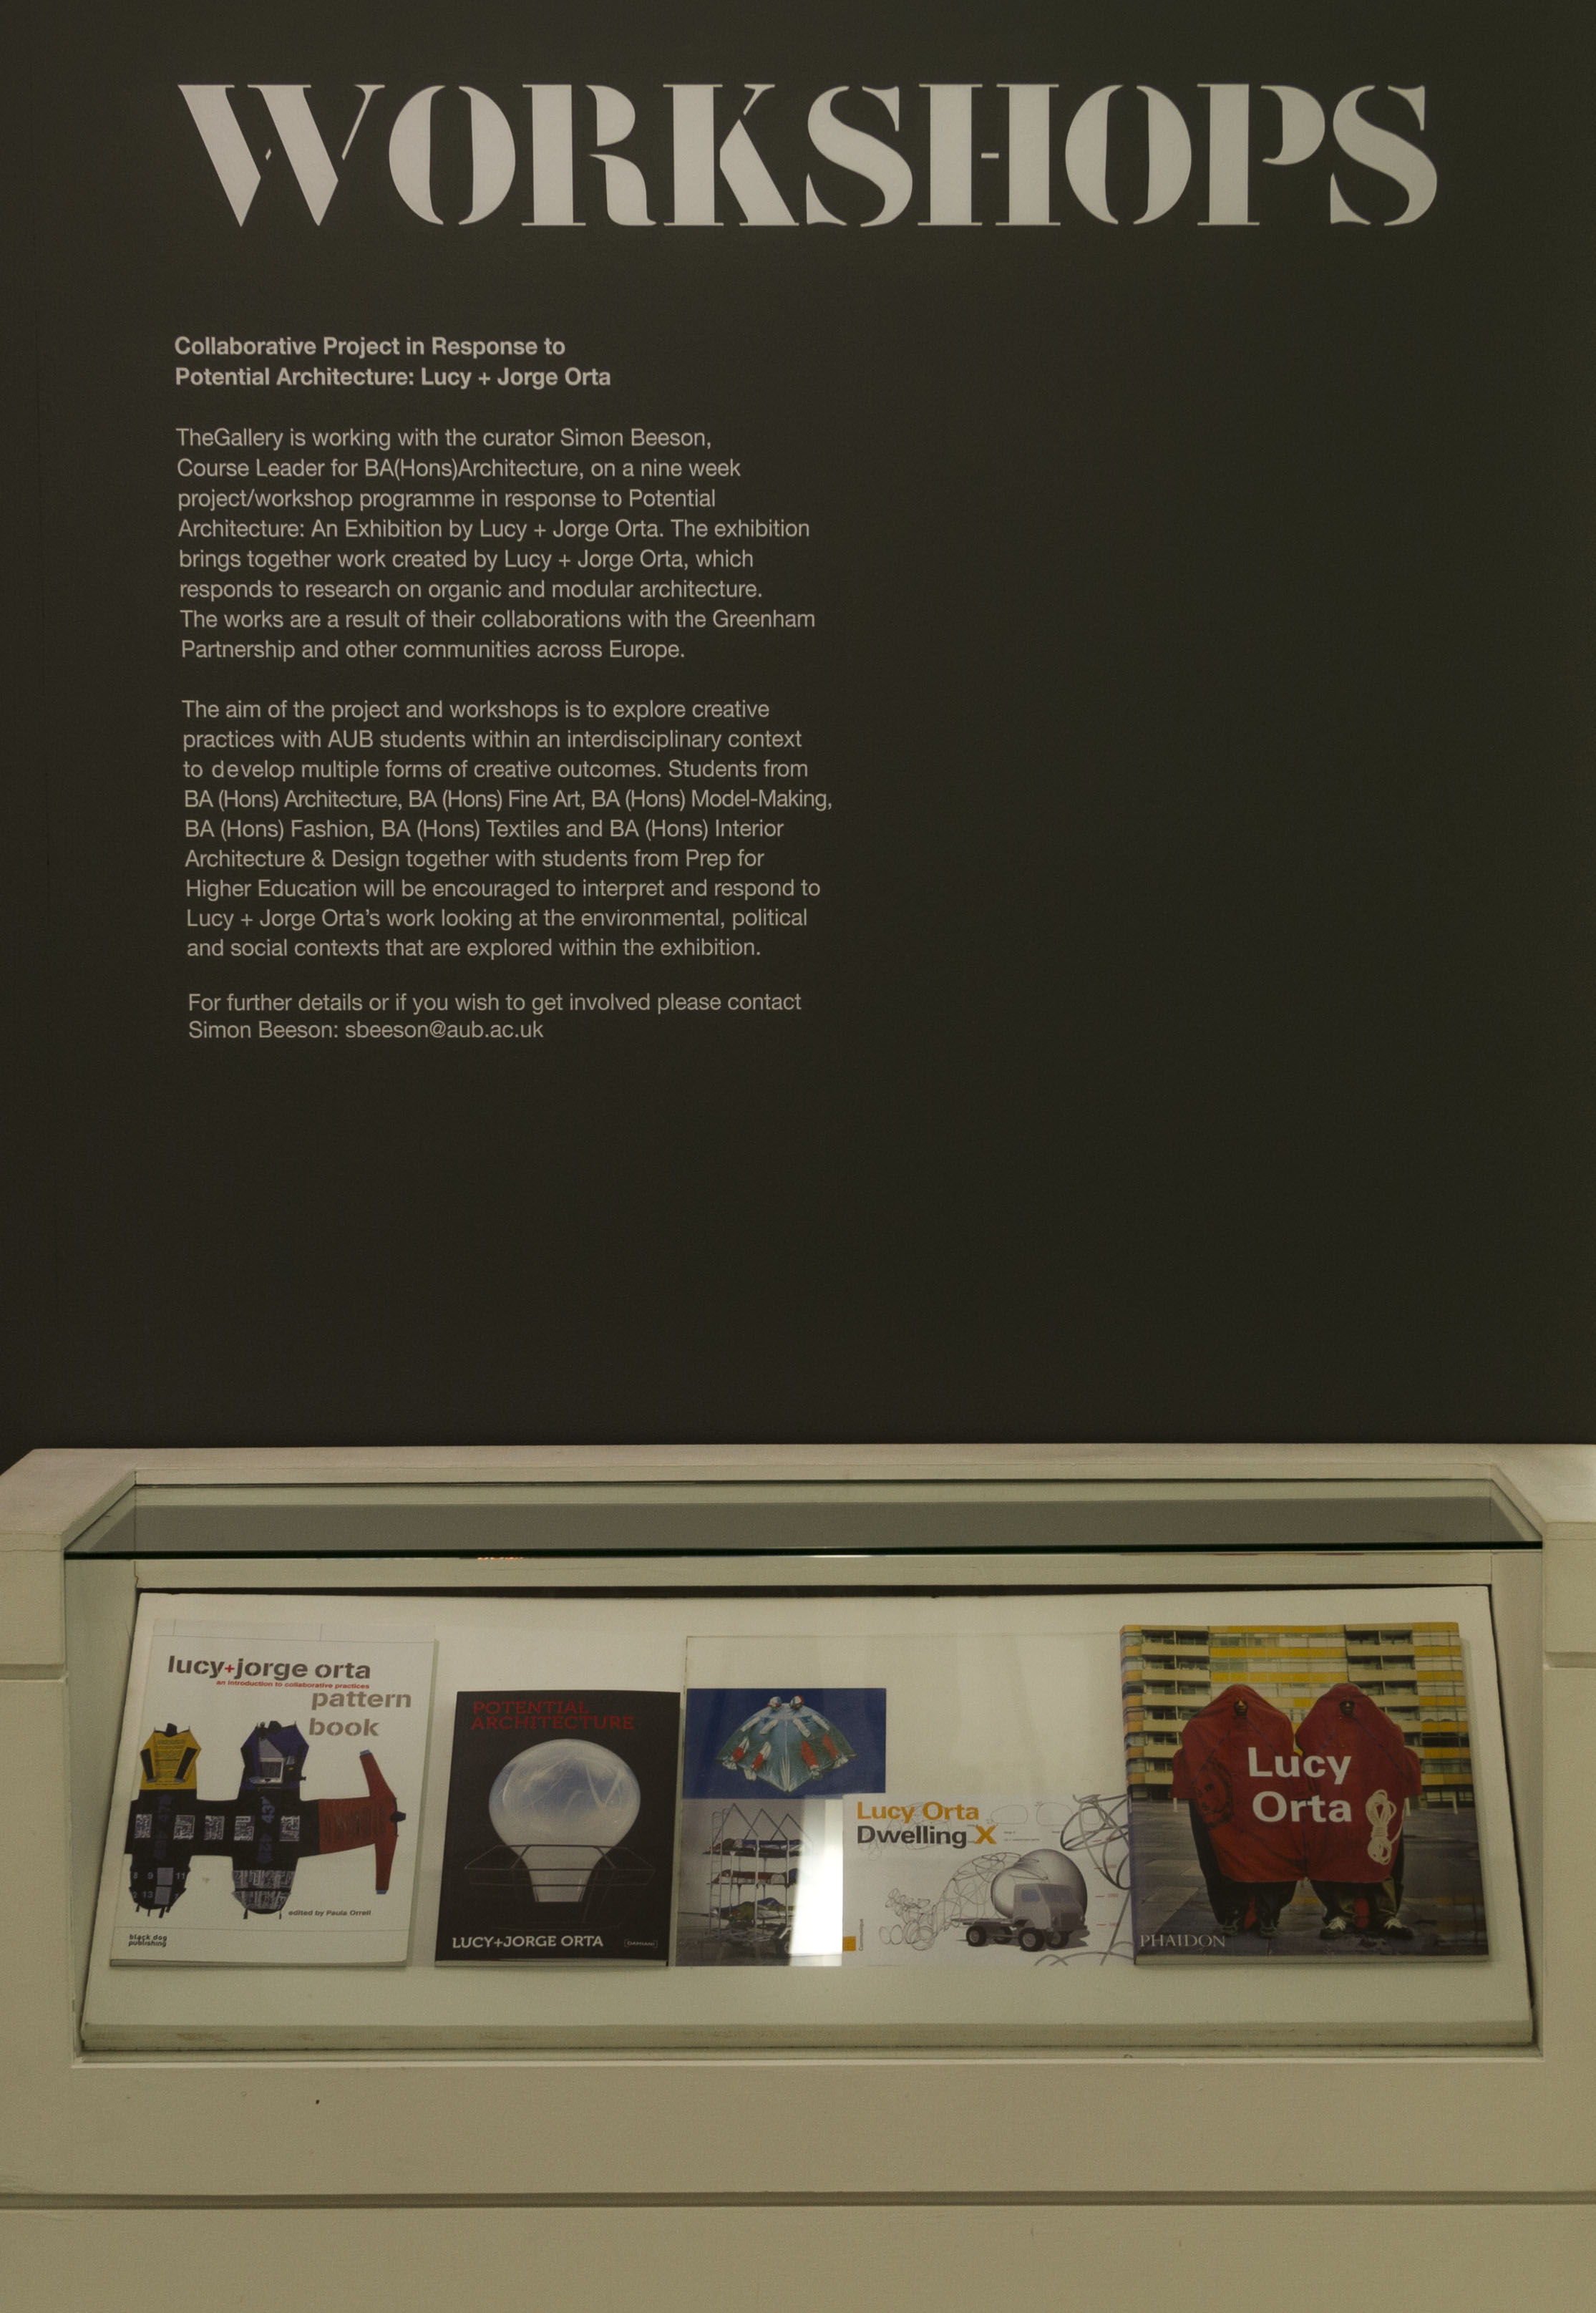 WORKSHOPS
Collaborative Project in Response to
Potential Architecture: Lucy + Jorge Orta
TheGallery is working with the curator Simon Beeson,
Course Leader for BA(Hons)Architecture, on a nine week
project/workshop programme in response to Potential
Architecture: An Exhibition by Lucy + Jorge Orta. The exhibition
brings together work created by Lucy + Jorge Orta, which
responds to research on organic and modular architecture.
The works are a result of their collaborations with the Greenham
Partnership and other communities across Europe.
The aim of the project and workshops is to explore creative
practices with AUB students within an interdisciplinary context
to develop multiple forms of creative outcomes. Students from
BA (Hons) Architecture, BA (Hons) Fine Art, BA (Hons) Model-Making,
BA (Hons) Fashion, BA (Hons) Textiles and BA (Hons) Interior
Architecture & Design together with students from Prep for
Higher Education will be encouraged to interpret and respond to
Lucy + Jorge Orta’s work looking at the environmental, political
and social contexts that are explored within the exhibition.
For further details or if you wish to get involved please contact
Simon Beeson: sbeeson@aub.ac.uk
lucy+jorge orta
an introduction to collaborative practices
pattern
book
edited by Paula Orrell
black dog
publishing
POTENTIAL
ARCHITECTURE
LUCY+JORGE ORTA
Lucy Orta
Dwelling X
Lucy
Orta
PHAIDON